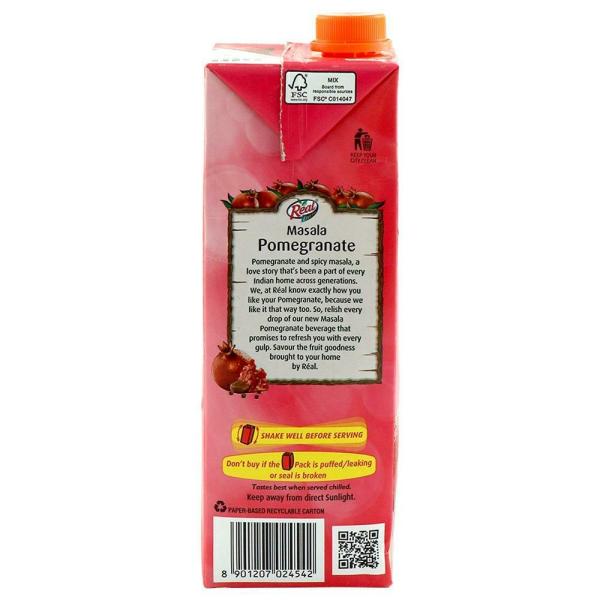 MIX
Board from
responsible sources
FSC® C014047
FSC
KEEP YOUR
CITY CLEAN
Réal
Masala
Pomegranate
Pomegranate and spicy masala, a
love story that's been a part of every
Indian home across generations.
We, at Réal know exactly how you
like your Pomegranate, because we
like it that way too. So, relish every
drop of our new Masala
Pomegranate beverage that
promises to refresh you with every
gulp. Savour the fruit goodness
brought to your home
by Réal.
SHAKE WELL BEFORE SERVING
Don't buy if the Pack is puffed/leaking
or seal is broken
Tastes best when served chilled.
Keep away from direct Sunlight.
PAPER-BASED RECYCLABLE CARTON
8 901207 024542